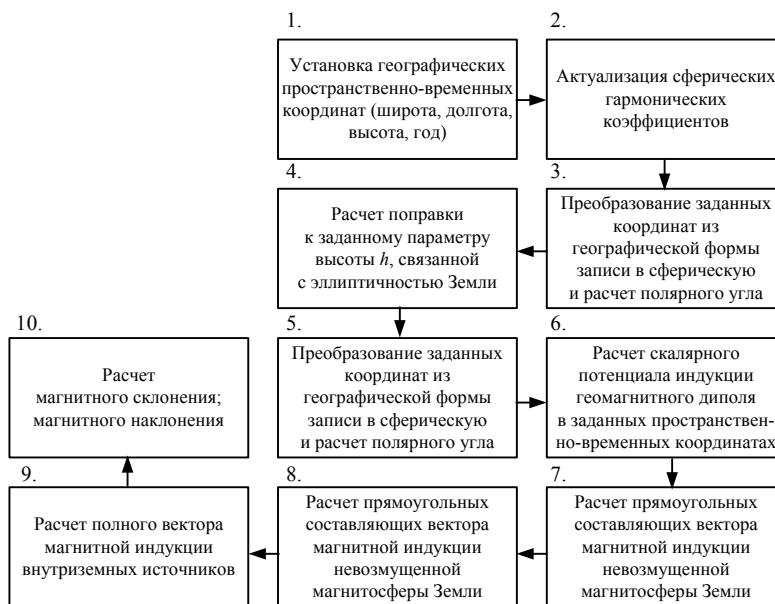 1.
Установка географических
пространственно-временных
координат (широта, долгота,
высота, год)
2.
Актуализация сферических
гармонических
коэффициентов
3.
Преобразование заданных
координат из
географической формы
записи в сферическую
и расчет полярного угла
4.
Расчет поправки
к заданному параметру
высоты h, связанной
с эллиптичностью Земли
5.
Преобразование заданных
координат из
географической формы
записи в сферическую
и расчет полярного угла
6.
Расчет скалярного
потенциала индукции
геомагнитного диполя
в заданных пространствен-
но-временных координатах
7.
Расчет прямоугольных
составляющих вектора
магнитной индукции
невозмущенной
магнитосферы Земли
8.
Расчет прямоугольных
составляющих вектора
магнитной индукции
невозмущенной
магнитосферы Земли
9.
Расчет полного вектора
магнитной индукции
внутриземных источников
10.
Расчет
магнитного склонения;
магнитного наклонения